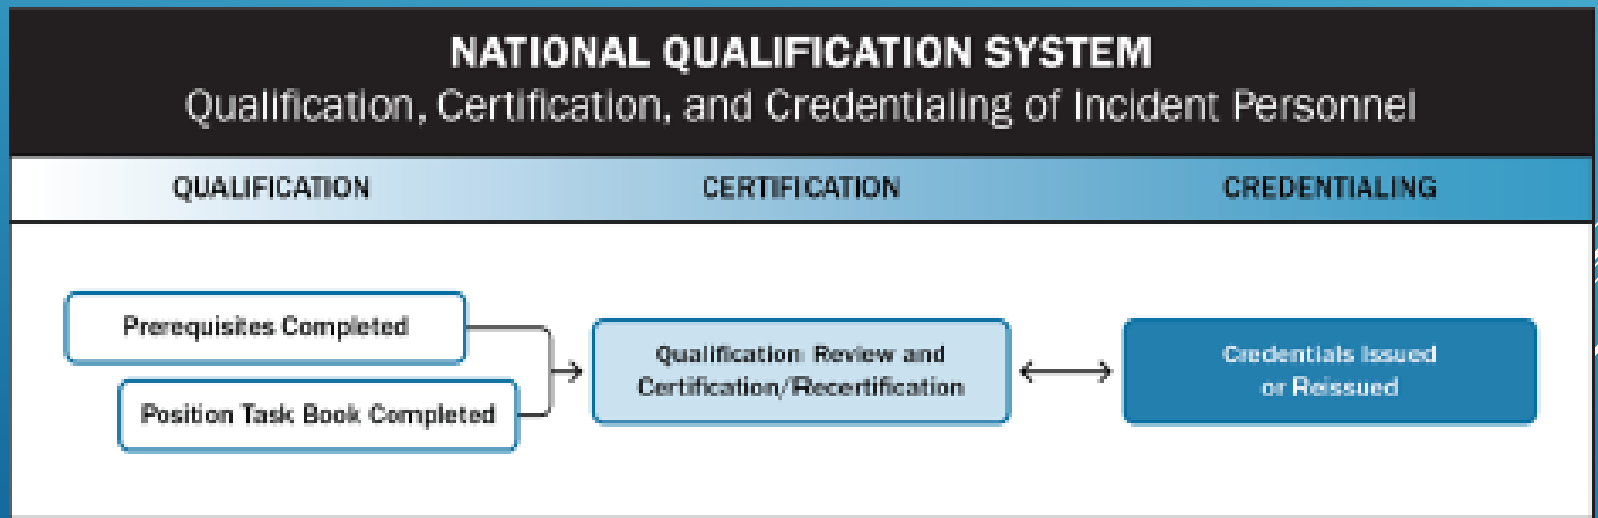 NATIONAL QUALIFICATION SYSTEM
Qualification, Certification, and Credentialing of Incident Personnel
QUALIFICATION
CERTIFICATION
CREDENTIALING
Prerequisites Completed
Position Task Book Completed
Qualification Review and
Certification/Recertification
Credentials Issued
or Reissued